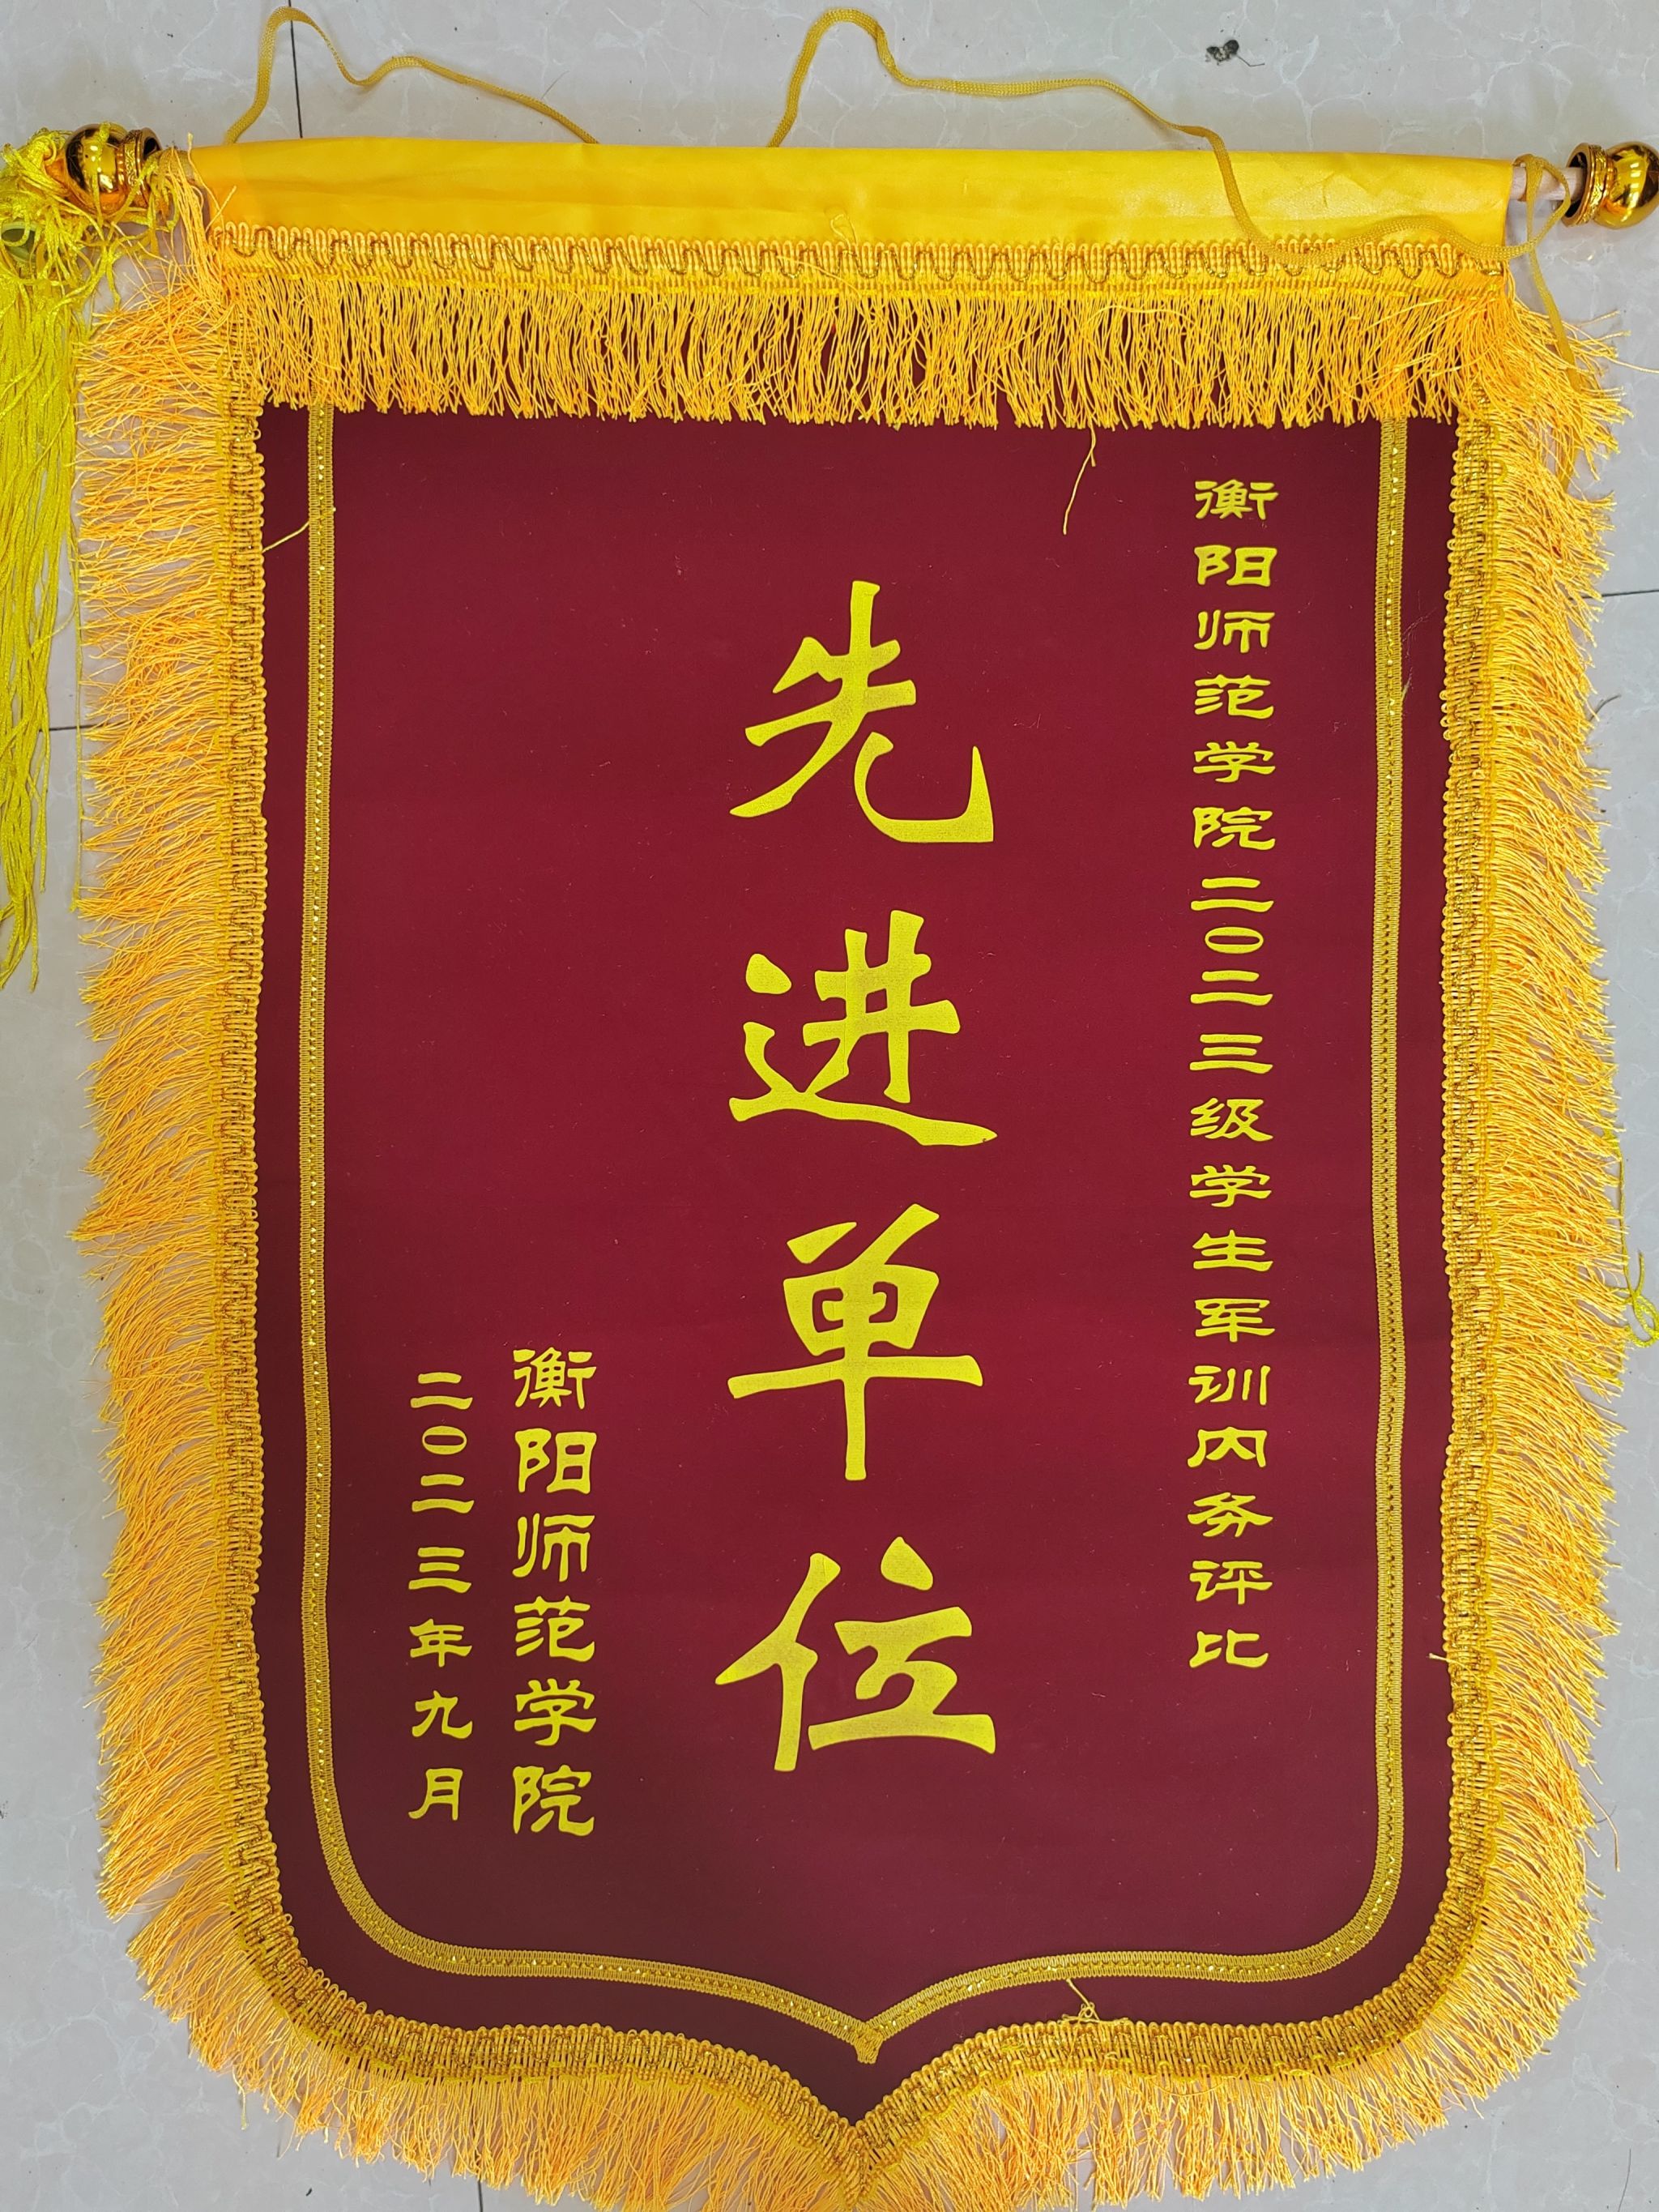 衡阳师范学院二〇二三级学生军训内务评比
先进单位
衡阳师范学院
二〇二三年九月